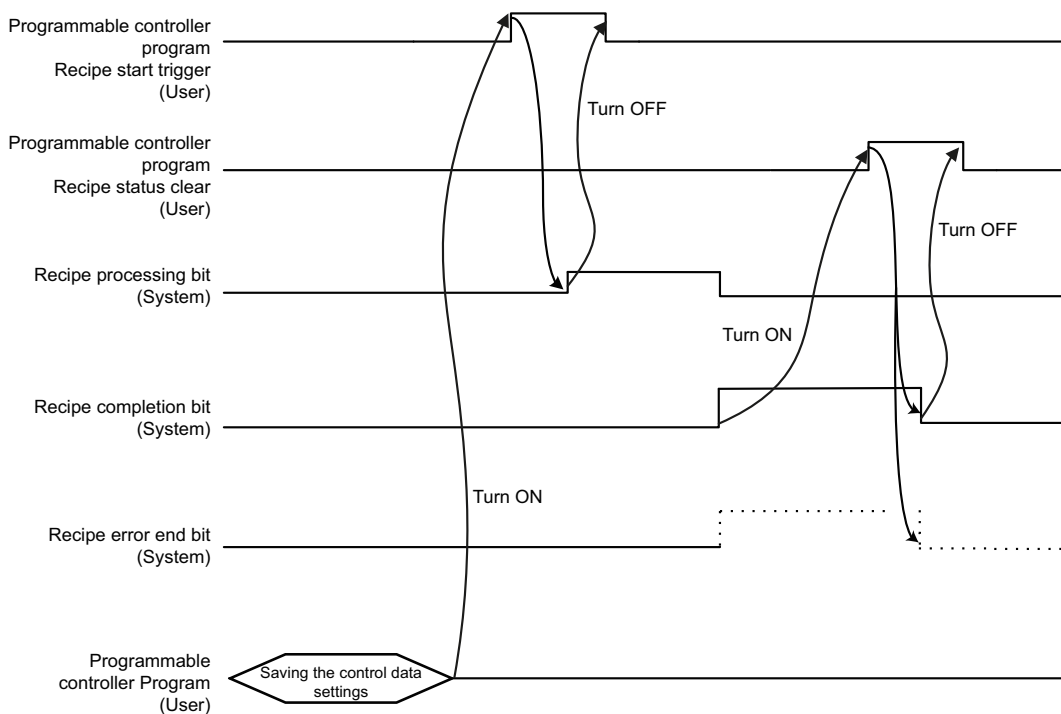 Programmable controller
program
Recipe start trigger
(User)
Turn OFF
Programmable controller
program
Recipe status clear
(User)
Turn OFF
Recipe processing bit
(System)
Turn ON
Recipe completion bit
(System)
Turn ON
Recipe error end bit
(System)
Programmable
controller Program
(User)
Saving the control data
settings